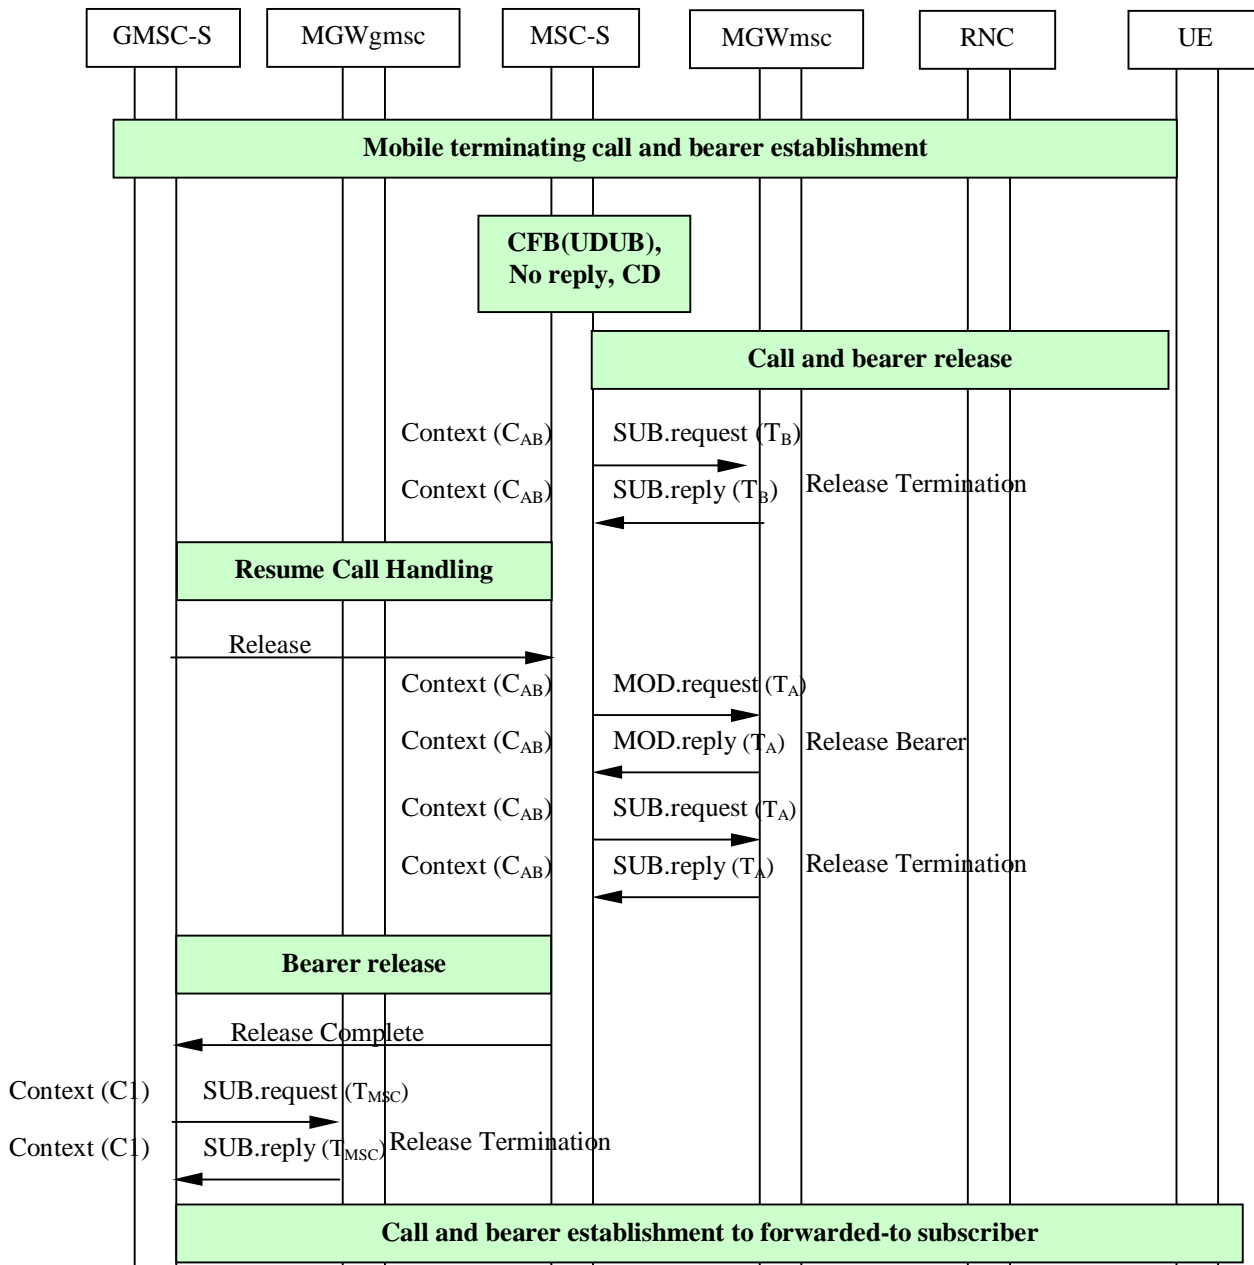 GMSC-S MGWgmsc MSC-S MGWmsc RNC UE
Mobile terminating call and bearer establishment
CFB(UDUB),
No reply, CD
Call and bearer release
Context (CAB) SUB.request (TB)
Context (CAB) SUB.reply (TB) Release Termination
Resume Call Handling
Release
Context (CAB) MOD.request (TA)
Context (CAB) MOD.reply (TA) Release Bearer
Context (CAB) SUB.request (TA)
Context (CAB) SUB.reply (TA) Release Termination
Bearer release
Release Complete
Context (C1) SUB.request (TMSC)
Context (C1) SUB.reply (TMSC) Release Termination
Call and bearer establishment to forwarded-to subscriber